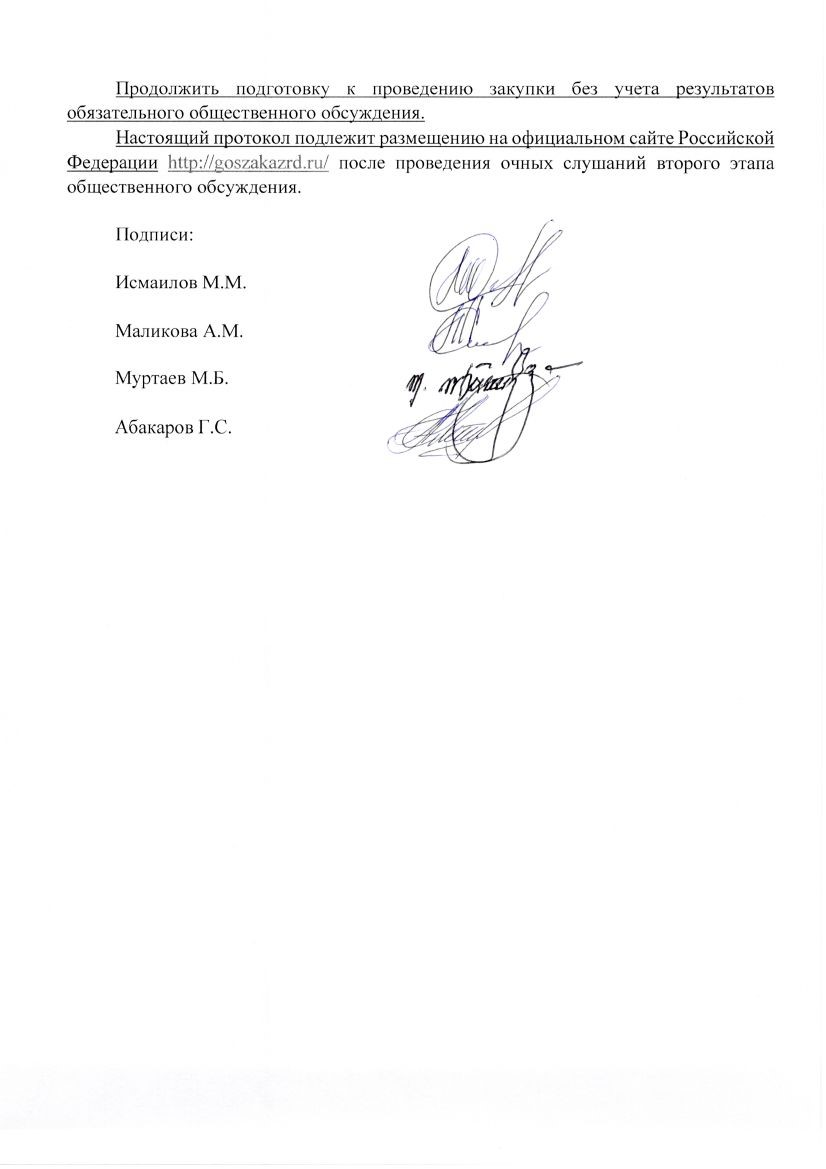 Продолжить подготовку к проведению закупки без учета результатов
обязательного общественного обсуждения.
Настоящий протокол подлежит размещению на официальном сайте Российской
Федерации http://goszakazrd.ru/ после проведения очных слушаний второго этапа
общественного обсуждения.
Подписи:
Исмаилов М.М.
Маликова А.М.
Муртаев М.Б.
Абакаров Г.С.